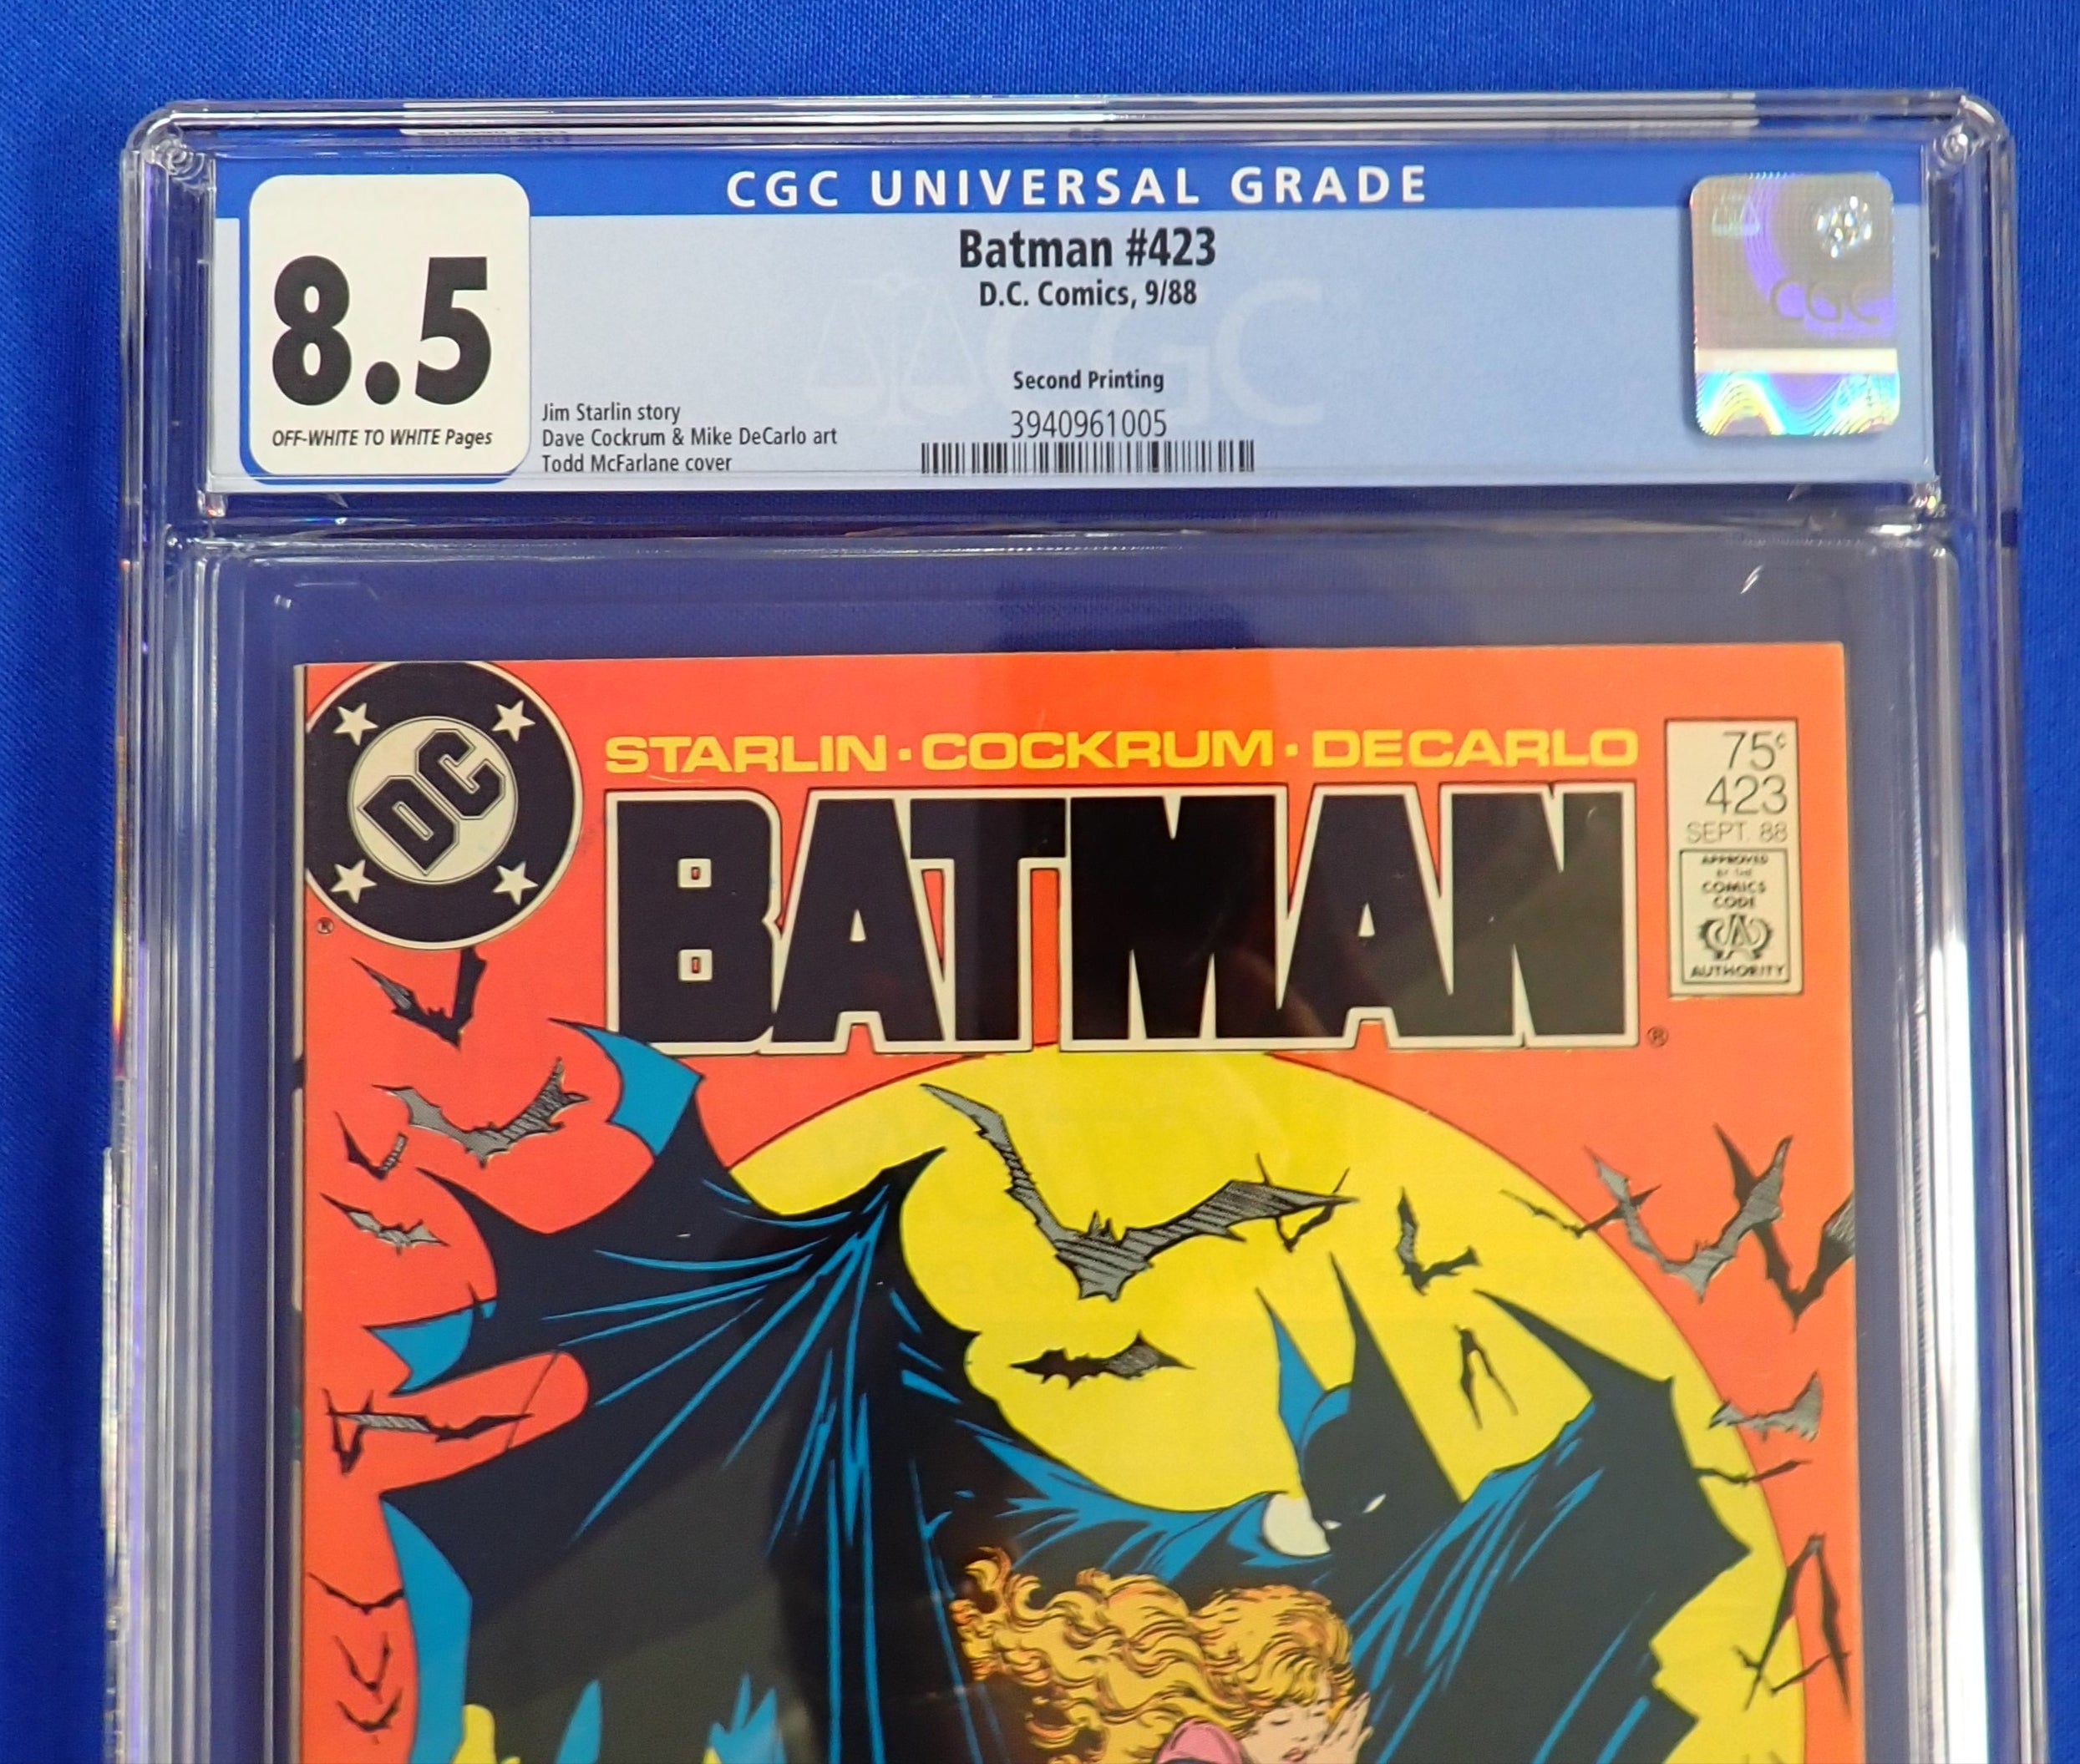 CGC UNIVERSAL GRADE
8.5
OFF-WHITE TO WHITE Pages
Batman #423
D.C. Comics, 9/88
Second Printing
3940961005
Jim Starlin story
Dave Cockrum & Mike DeCarlo art
Todd McFarlane cover
CGC
CGC
DC
®
STARLIN · COCKRUM · DECARLO
BATMAN
®
75¢
423
SEPT. 88
APPROVED
BY THE
COMICS
CODE
AUTHORITY